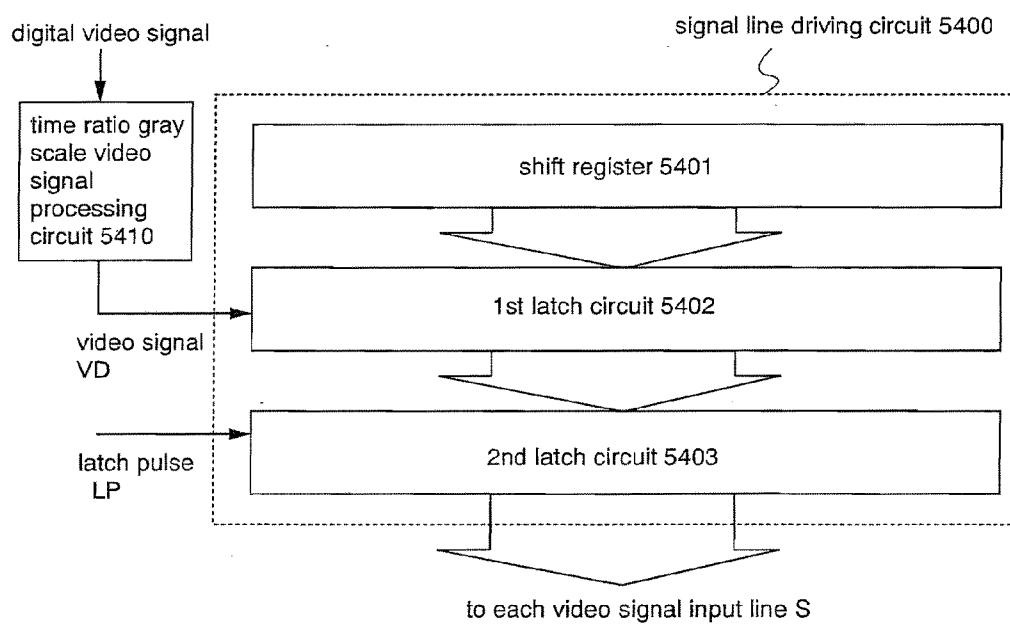 digital video signal
signal line driving circuit 5400
time ratio gray
scale video
signal
processing
circuit 5410
shift register 5401
1st latch circuit 5402
video signal
VD
latch pulse
LP
2nd latch circuit 5403
to each video signal input line S